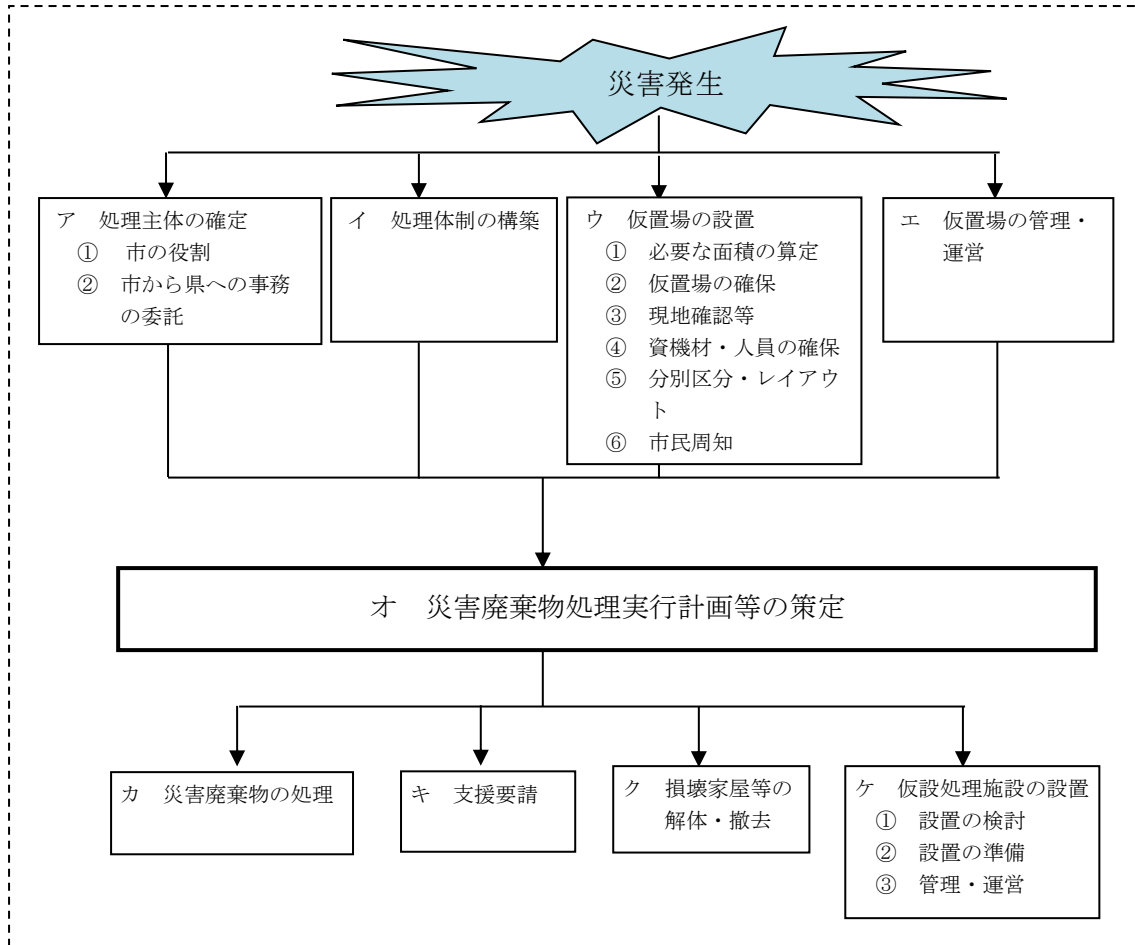 災害発生
ア　処理主体の確定
①　市の役割
②　市から県への事務
の委託
イ　処理体制の構築
ウ　仮置場の設置
①　必要な面積の算定
②　仮置場の確保
③　現地確認等
④　資機材・人員の確保
⑤　分別区分・レイアウ
ト
⑥　市民周知
エ　仮置場の管理・
運営
オ　災害廃棄物処理実行計画等の策定
カ　災害廃棄物の処理
キ　支援要請
ク　損壊家屋等の
解体・撤去
ケ　仮設処理施設の設置
①　設置の検討
②　設置の準備
③　管理・運営